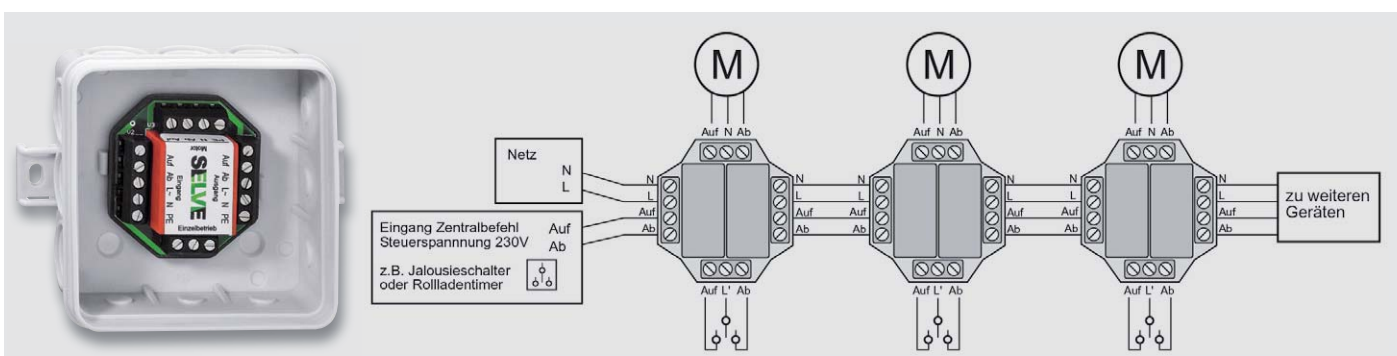 Motor
SELVE
Auf Ab L~ N PE
Ausgang
Eingang
Auf Ab L~ N PE
Einzelbetrieb
M
M
M
Auf N Ab
Auf N Ab
Auf N Ab
Netz
N
L
Eingang Zentralbefehl
Steuerspannnung 230V
Auf
Ab
z.B. Jalousieschalter
oder Rollladentimer
N
L
Auf
Ab
N
L
Auf
Ab
N
L
Auf
Ab
N
L
Auf
Ab
N
L
Auf
Ab
N
L
Auf
Ab
zu weiteren
Geräten
Auf L' Ab
Auf L' Ab
Auf L' Ab